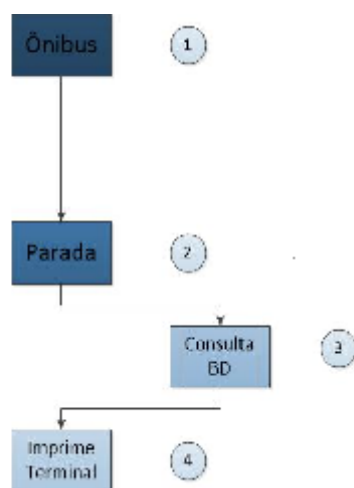 Ônibus
1
Parada
2
Consulta
BD
3
Imprime
Terminal
4